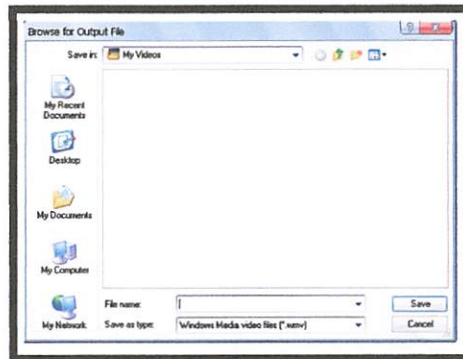 Browse for Output File
Save in: My Videos
My Recent
Documents
Desktop
My Documents
My Computer
My Network
File name:
Save as type: Windows Media video files (*.wmv)
Save
Cancel